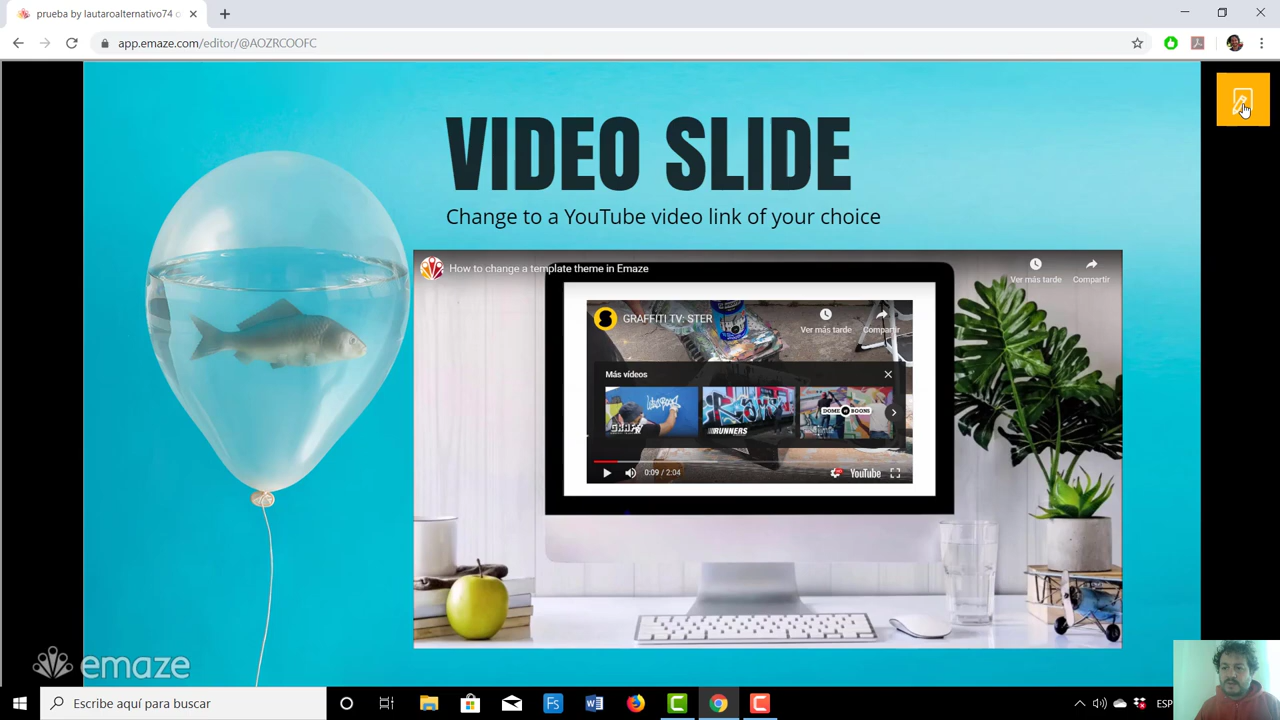 prueba by lautaroalternativo74 o
app.emaze.com/editor/@AOZRCOOFC
VIDEO SLIDE
Change to a YouTube video link of your choice
How to change a template theme in Emaze
Ver más tarde
Compartir
GRAFFITI TV: STER
Ver más tarde
Compartir
Más vídeos
RUNNERS
0:09 / 2:04
YouTube
emaze
Escribe aquí para buscar
Fs
ESP